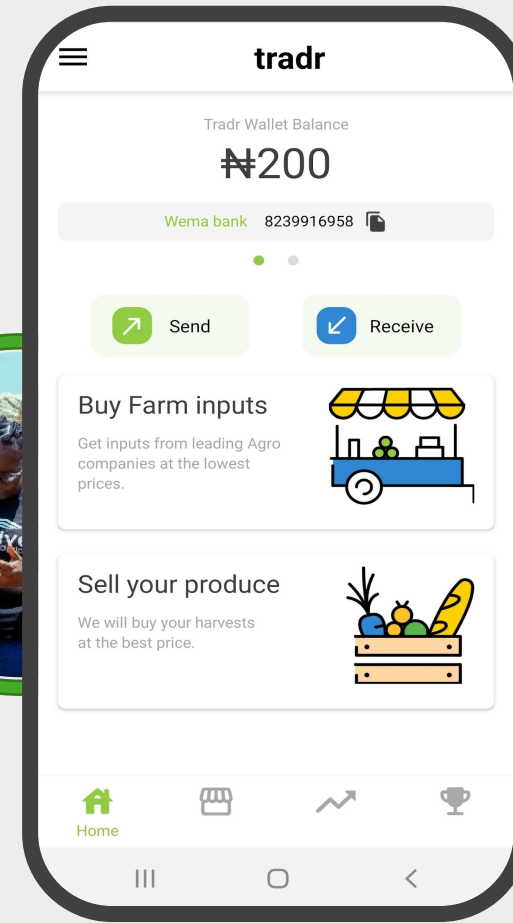 tradr
Tradr Wallet Balance
₦200
Wema bank 8239916958
Send
Receive
Buy Farm inputs
Get inputs from leading Agro
companies at the lowest
prices.
Sell your produce
We will buy your harvests
at the best price.
Home